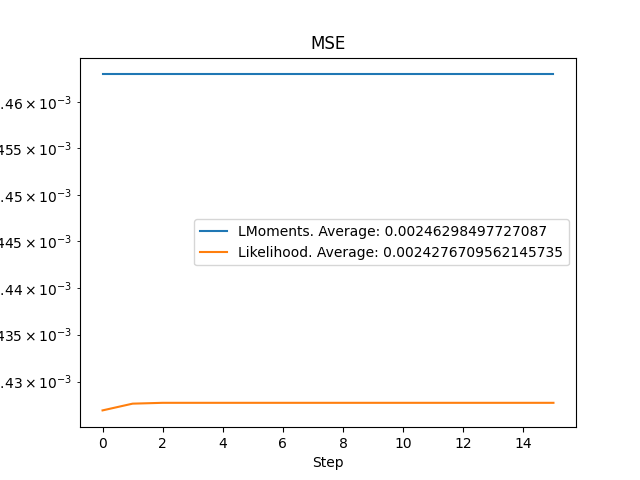 MSE
.46 × 10⁻³
455 × 10⁻³
.45 × 10⁻³
445 × 10⁻³
.44 × 10⁻³
435 × 10⁻³
.43 × 10⁻³
LMoments. Average: 0.00246298497727087
Likelihood. Average: 0.0024276709562145735
0 2 4 6 8 10 12 14
Step